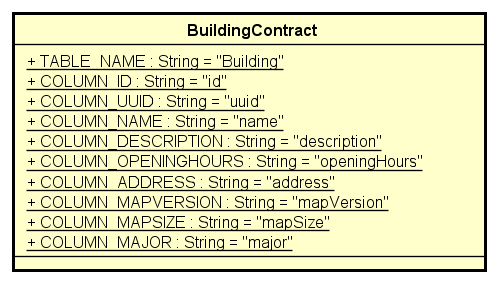 BuildingContract
+ TABLE_NAME : String = "Building"
+ COLUMN_ID : String = "id"
+ COLUMN_UUID : String = "uuid"
+ COLUMN_NAME : String = "name"
+ COLUMN_DESCRIPTION : String = "description"
+ COLUMN_OPENINGHOURS : String = "openingHours"
+ COLUMN_ADDRESS : String = "address"
+ COLUMN_MAPVERSION : String = "mapVersion"
+ COLUMN_MAPSIZE : String = "mapSize"
+ COLUMN_MAJOR : String = "major"